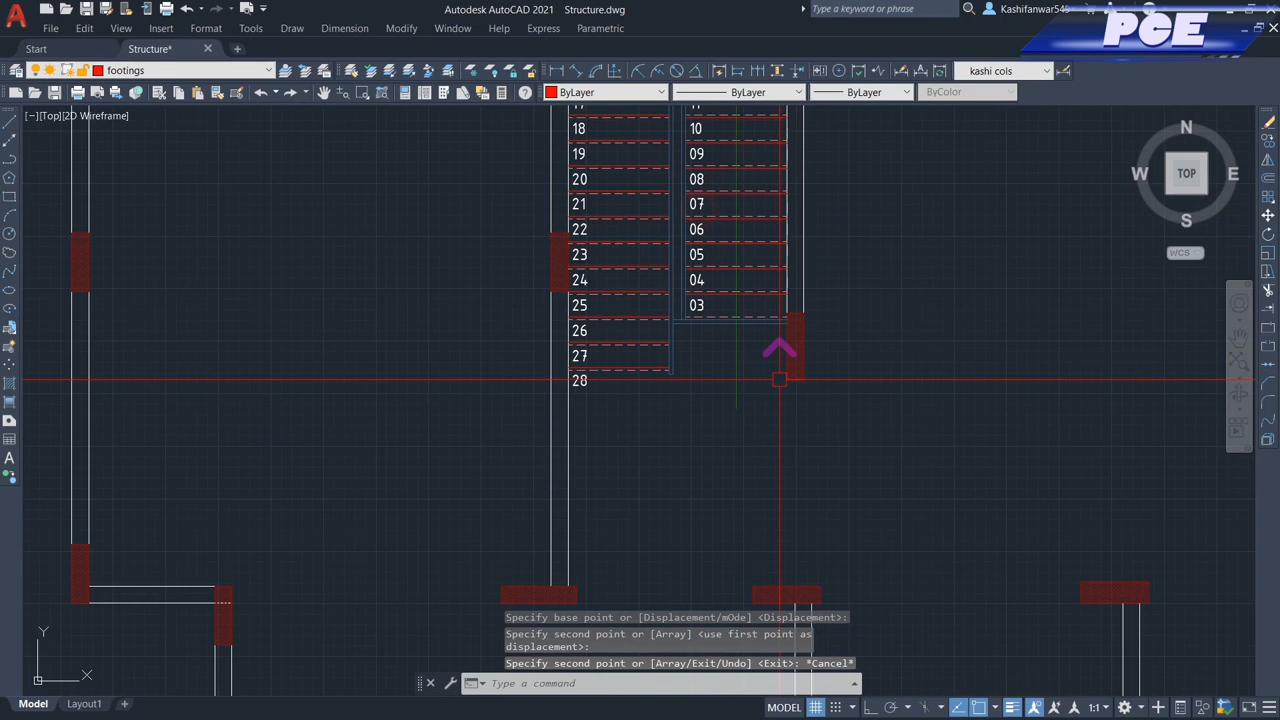 Autodesk AutoCAD 2021 Structure.dwg
Type a keyword or phrase
Kashifanwar545
PCE
File Edit View Insert Format Tools Draw Dimension Modify Window Help Express Parametric
Start Structure*
footings
kashi cols
ByLayer
ByLayer
ByLayer
ByColor
[−][Top][2D Wireframe]
18 10
19 09
20 08
21 07
22 06
23 05
24 04
25 03
26
27
28
N
W TOP E
S
WCS
A
Y
X
Specify base point or [Displacement/mOde] <Displacement>:
Specify second point or [Array] <use first point as
displacement>:
Specify second point or [Array/Exit/Undo] <Exit>: *Cancel*
Type a command
Model Layout1
MODEL
1:1